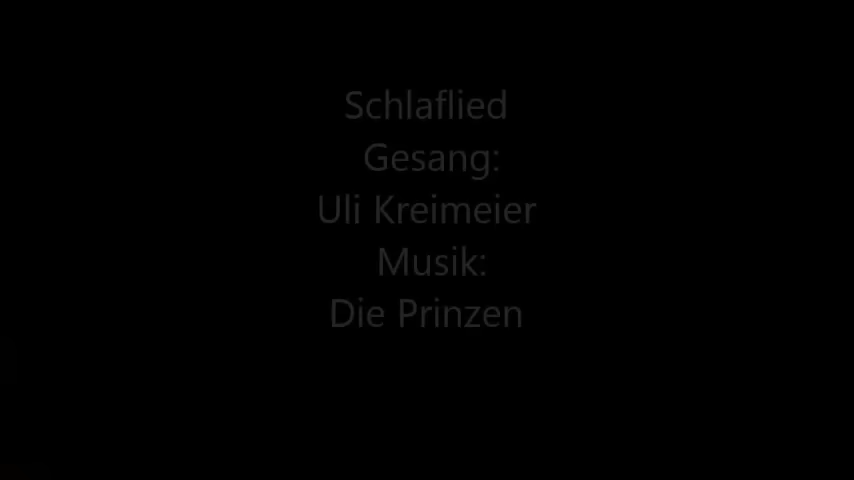 Schlaflied
Gesang:
Uli Kreimeier
Musik:
Die Prinzen